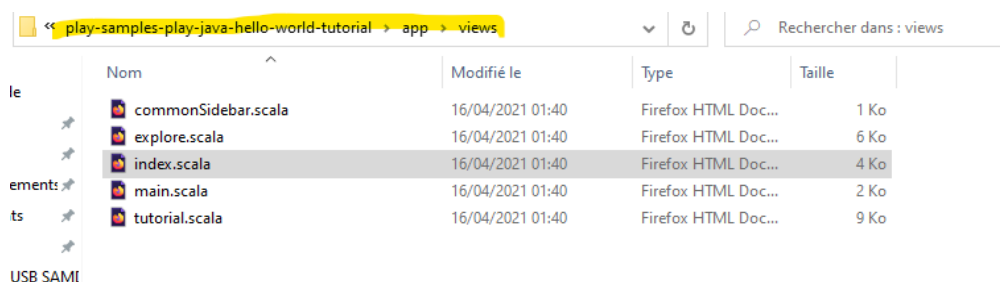 « play-samples-play-java-hello-world-tutorial › app › views Rechercher dans : views
Nom Modifié le Type Taille
le
commonSidebar.scala 16/04/2021 01:40 Firefox HTML Doc... 1 Ko
explore.scala 16/04/2021 01:40 Firefox HTML Doc... 6 Ko
index.scala 16/04/2021 01:40 Firefox HTML Doc... 4 Ko
ements main.scala 16/04/2021 01:40 Firefox HTML Doc... 2 Ko
ts tutorial.scala 16/04/2021 01:40 Firefox HTML Doc... 9 Ko
USB SAM